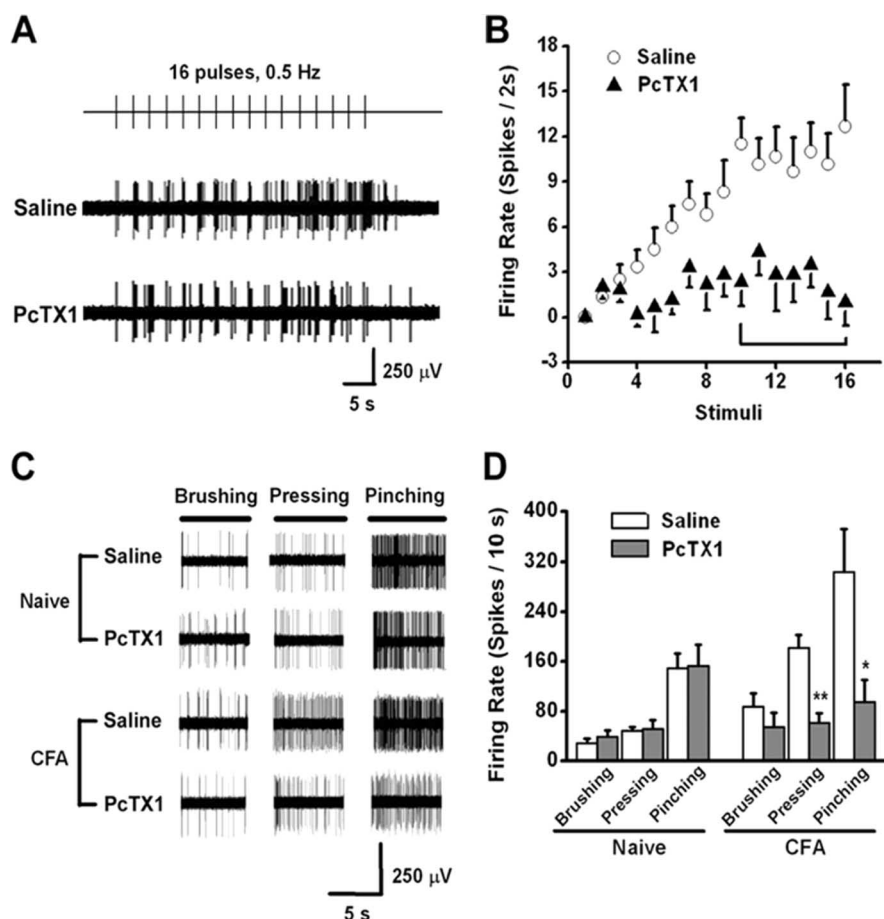 A
16 pulses, 0.5 Hz
Saline
PcTX1
250 μV
5 s
B
Firing Rate (Spikes / 2s)
18
15
12
9
6
3
0
-3
Saline
PcTX1
0
4
8
12
16
Stimuli
C
Brushing Pressing Pinching
Naive
Saline
PcTX1
CFA
Saline
PcTX1
250 μV
5 s
D
Firing Rate (Spikes / 10 s)
400
320
240
160
80
0
Saline
PcTX1
**
*
Brushing
Pressing
Pinching
Brushing
Pressing
Pinching
Naive
CFA